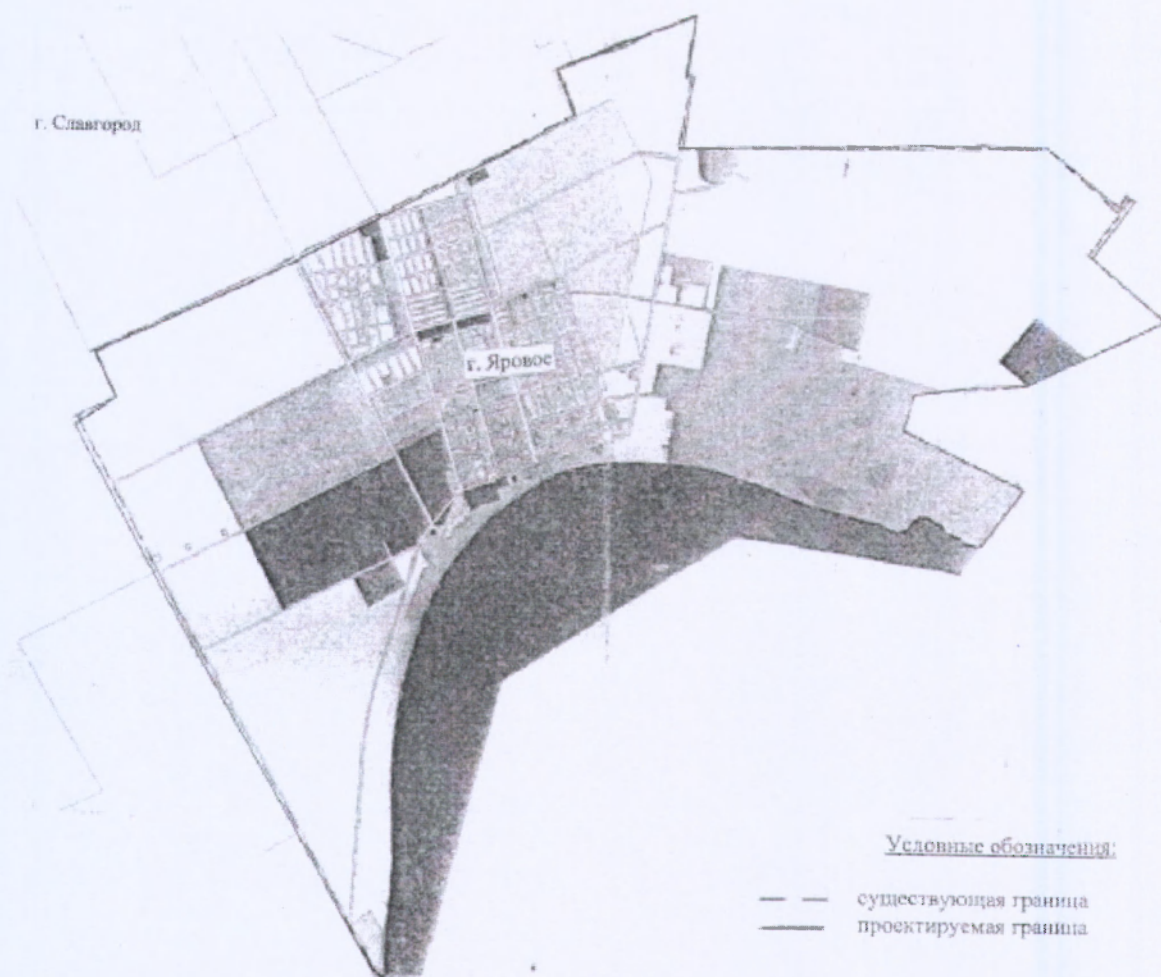 г. Славгород
г. Яровое
Условные обозначения:
существующая граница
проектируемая граница